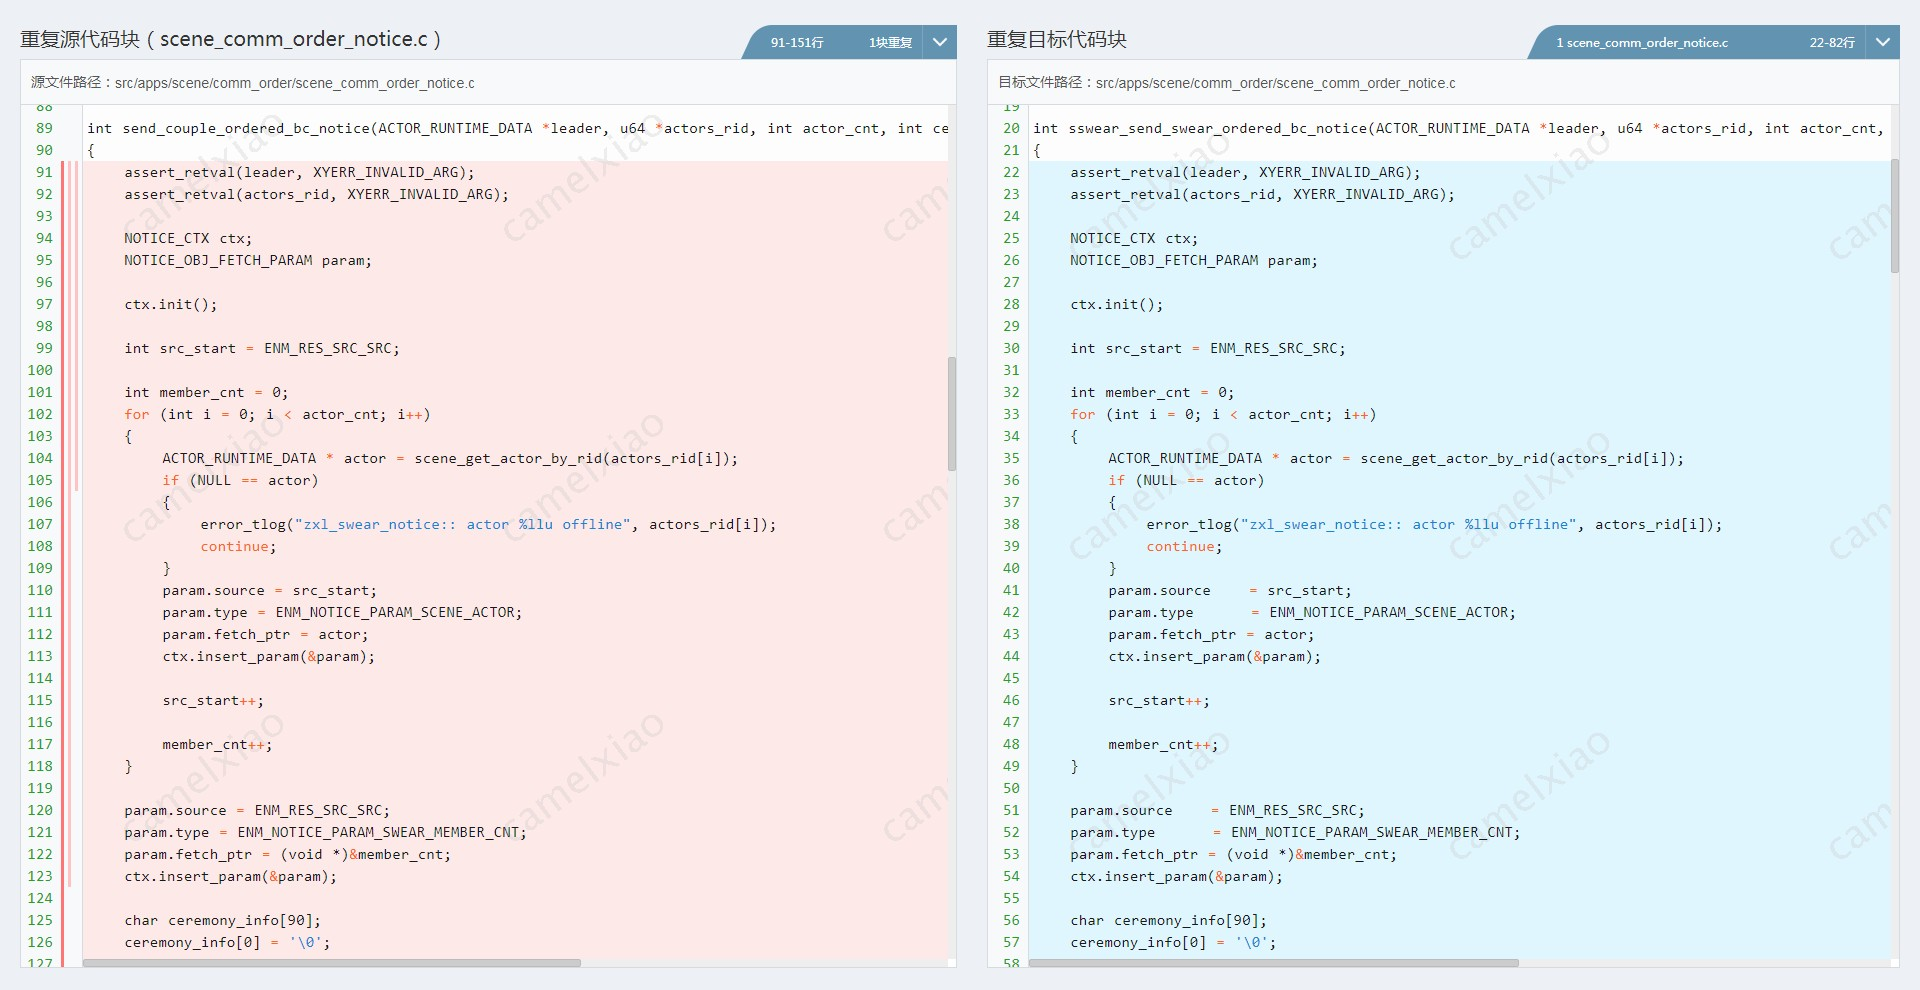 重复源代码块（scene_comm_order_notice.c）
91-151行
1块重复
源文件路径：src/apps/scene/comm_order/scene_comm_order_notice.c
88
89 int send_couple_ordered_bc_notice(ACTOR_RUNTIME_DATA *leader, u64 *actors_rid, int actor_cnt, int ce
90 {
91 assert_retval(leader, XYERR_INVALID_ARG);
92 assert_retval(actors_rid, XYERR_INVALID_ARG);
93
94 NOTICE_CTX ctx;
95 NOTICE_OBJ_FETCH_PARAM param;
96
97 ctx.init();
98
99 int src_start = ENM_RES_SRC_SRC;
100
101 int member_cnt = 0;
102 for (int i = 0; i < actor_cnt; i++)
103 {
104 ACTOR_RUNTIME_DATA * actor = scene_get_actor_by_rid(actors_rid[i]);
105 if (NULL == actor)
106 {
107 error_tlog("zxl_swear_notice:: actor %llu offline", actors_rid[i]);
108 continue;
109 }
110 param.source = src_start;
111 param.type = ENM_NOTICE_PARAM_SCENE_ACTOR;
112 param.fetch_ptr = actor;
113 ctx.insert_param(&param);
114
115 src_start++;
116
117 member_cnt++;
118 }
119
120 param.source = ENM_RES_SRC_SRC;
121 param.type = ENM_NOTICE_PARAM_SWEAR_MEMBER_CNT;
122 param.fetch_ptr = (void *)&member_cnt;
123 ctx.insert_param(&param);
124
125 char ceremony_info[90];
126 ceremony_info[0] = '\0';
127
重复目标代码块
1 scene_comm_order_notice.c
22-82行
目标文件路径：src/apps/scene/comm_order/scene_comm_order_notice.c
19
20 int sswear_send_swear_ordered_bc_notice(ACTOR_RUNTIME_DATA *leader, u64 *actors_rid, int actor_cnt,
21 {
22 assert_retval(leader, XYERR_INVALID_ARG);
23 assert_retval(actors_rid, XYERR_INVALID_ARG);
24
25 NOTICE_CTX ctx;
26 NOTICE_OBJ_FETCH_PARAM param;
27
28 ctx.init();
29
30 int src_start = ENM_RES_SRC_SRC;
31
32 int member_cnt = 0;
33 for (int i = 0; i < actor_cnt; i++)
34 {
35 ACTOR_RUNTIME_DATA * actor = scene_get_actor_by_rid(actors_rid[i]);
36 if (NULL == actor)
37 {
38 error_tlog("zxl_swear_notice:: actor %llu offline", actors_rid[i]);
39 continue;
40 }
41 param.source = src_start;
42 param.type = ENM_NOTICE_PARAM_SCENE_ACTOR;
43 param.fetch_ptr = actor;
44 ctx.insert_param(&param);
45
46 src_start++;
47
48 member_cnt++;
49 }
50
51 param.source = ENM_RES_SRC_SRC;
52 param.type = ENM_NOTICE_PARAM_SWEAR_MEMBER_CNT;
53 param.fetch_ptr = (void *)&member_cnt;
54 ctx.insert_param(&param);
55
56 char ceremony_info[90];
57 ceremony_info[0] = '\0';
58
camelxiao